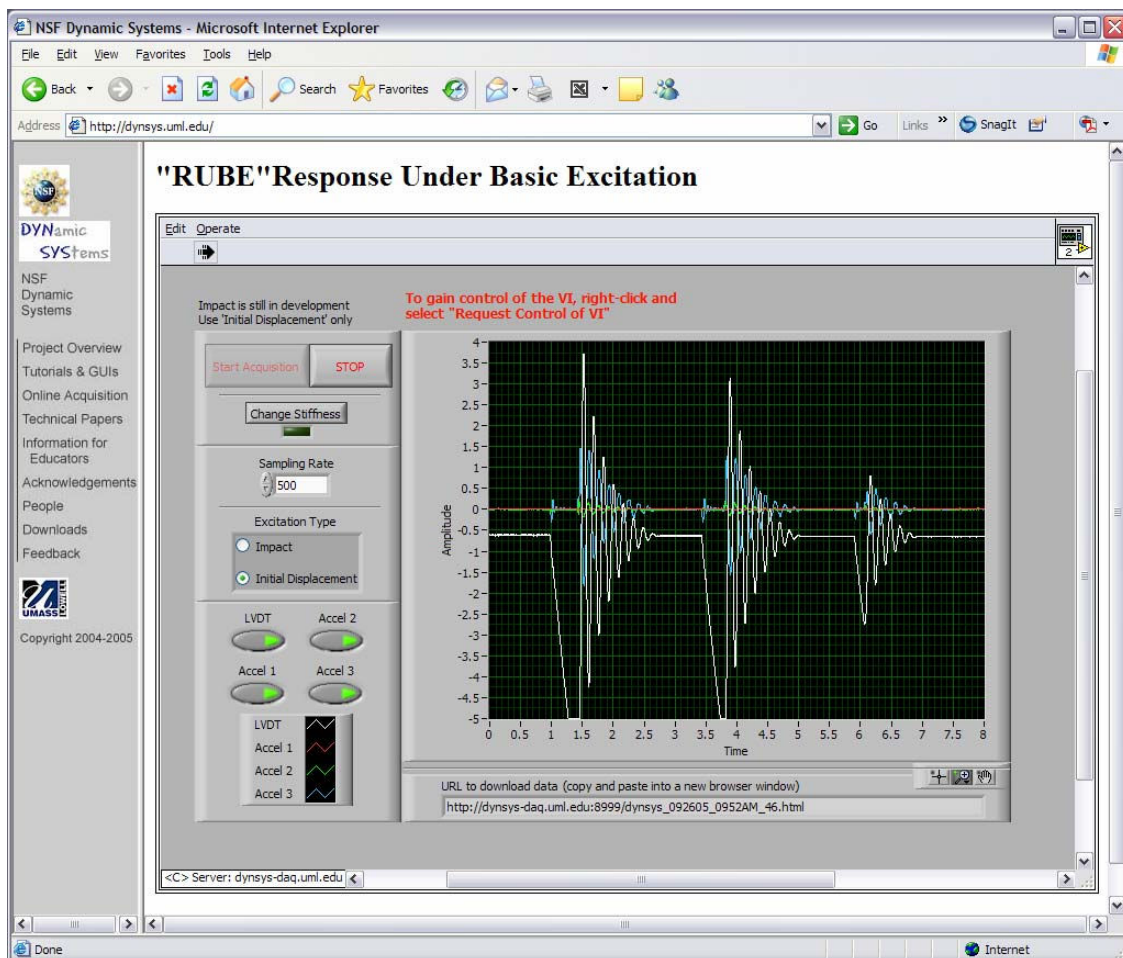 NSF Dynamic Systems - Microsoft Internet Explorer
File Edit View Favorites Tools Help
Back Search Favorites
Address http://dynsys.uml.edu/ Go Links » SnagIt
"RUBE"Response Under Basic Excitation
NSF
DYNamic
SYStems
NSF
Dynamic
Systems
Project Overview
Tutorials & GUIs
Online Acquisition
Technical Papers
Information for
Educators
Acknowledgements
People
Downloads
Feedback
UMASS LOWELL
Copyright 2004-2005
Edit Operate
2
Impact is still in development
Use 'Initial Displacement' only
To gain control of the VI, right-click and
select "Request Control of VI"
Start Acquisition STOP
Change Stiffness
Sampling Rate
500
Excitation Type
Impact
Initial Displacement
LVDT Accel 2
Accel 1 Accel 3
LVDT
Accel 1
Accel 2
Accel 3
Amplitude
4
3.5
3
2.5
2
1.5
1
0.5
0
-0.5
-1
-1.5
-2
-2.5
-3
-3.5
-4
-4.5
-5
0 0.5 1 1.5 2 2.5 3 3.5 4 4.5 5 5.5 6 6.5 7 7.5 8
Time
URL to download data (copy and paste into a new browser window)
http://dynsys-daq.uml.edu:8999/dynsys_092605_0952AM_46.html
<C> Server: dynsys-daq.uml.edu
Done Internet